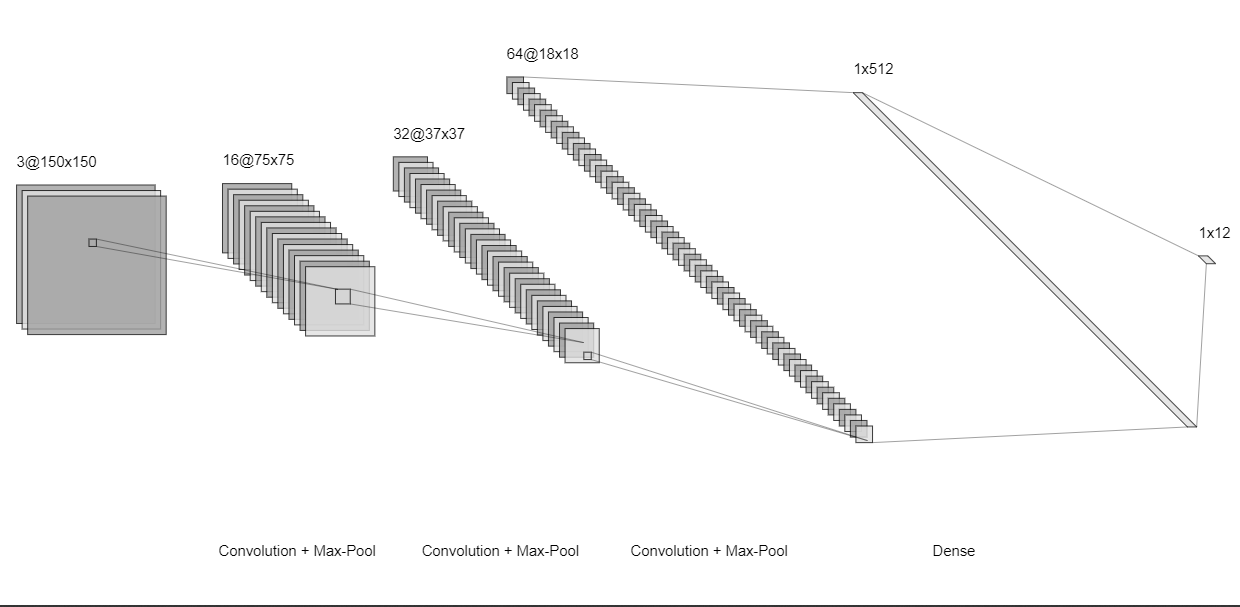 64@18x18
1x512
32@37x37
3@150x150
16@75x75
1x12
Convolution + Max-Pool
Convolution + Max-Pool
Convolution + Max-Pool
Dense